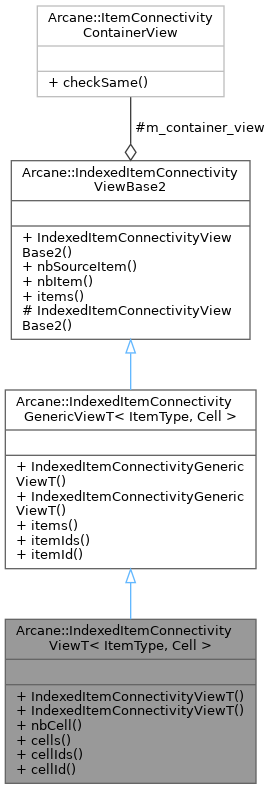 Arcane::ItemConnectivity
ContainerView
+ checkSame()
#m_container_view
Arcane::IndexedItemConnectivity
ViewBase2
+ IndexedItemConnectivityView
Base2()
+ nbSourceItem()
+ nbItem()
+ items()
# IndexedItemConnectivityView
Base2()
Arcane::IndexedItemConnectivity
GenericViewT< ItemType, Cell >
+ IndexedItemConnectivityGeneric
ViewT()
+ IndexedItemConnectivityGeneric
ViewT()
+ items()
+ itemIds()
+ itemId()
Arcane::IndexedItemConnectivity
ViewT< ItemType, Cell >
+ IndexedItemConnectivityViewT()
+ IndexedItemConnectivityViewT()
+ nbCell()
+ cells()
+ cellIds()
+ cellId()